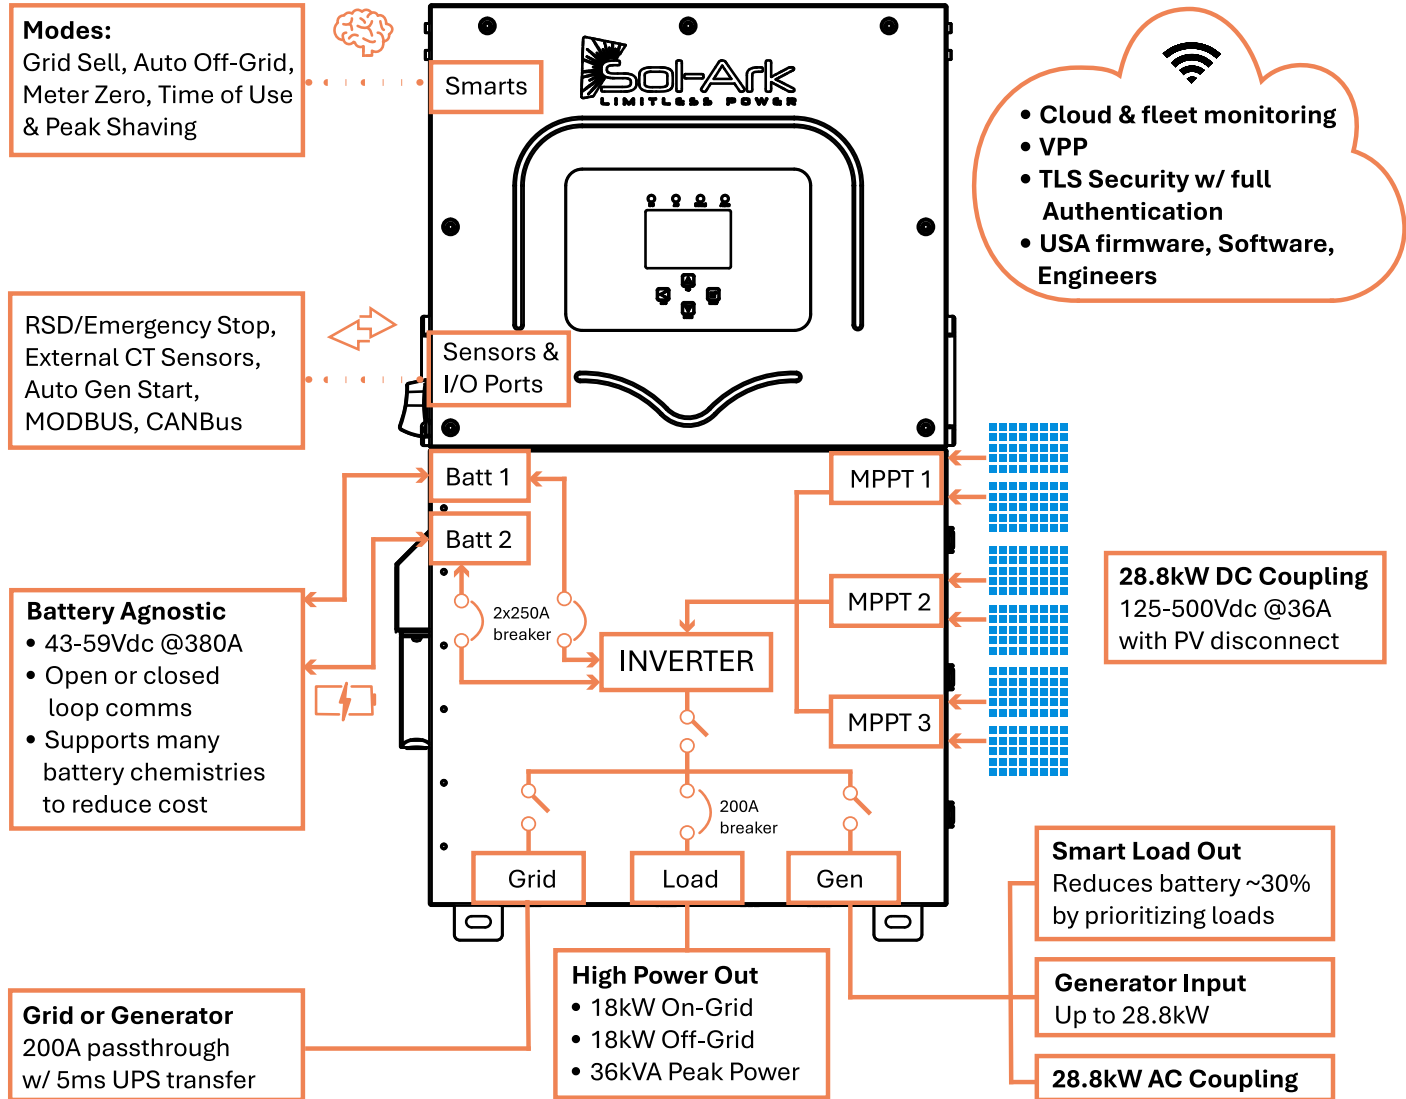 Modes:
Grid Sell, Auto Off-Grid,
Meter Zero, Time of Use
& Peak Shaving
Smarts
Sol-Ark
LIMITLESS POWER
• Cloud & fleet monitoring
• VPP
• TLS Security w/ full
Authentication
• USA firmware, Software,
Engineers
RSD/Emergency Stop,
External CT Sensors,
Auto Gen Start,
MODBUS, CANBus
Sensors &
I/O Ports
Batt 1
Batt 2
MPPT 1
MPPT 2
MPPT 3
2x250A
breaker
INVERTER
Battery Agnostic
• 43-59Vdc @380A
• Open or closed
loop comms
• Supports many
battery chemistries
to reduce cost
28.8kW DC Coupling
125-500Vdc @36A
with PV disconnect
200A
breaker
Grid
Load
Gen
Smart Load Out
Reduces battery ~30%
by prioritizing loads
Generator Input
Up to 28.8kW
28.8kW AC Coupling
High Power Out
• 18kW On-Grid
• 18kW Off-Grid
• 36kVA Peak Power
Grid or Generator
200A passthrough
w/ 5ms UPS transfer